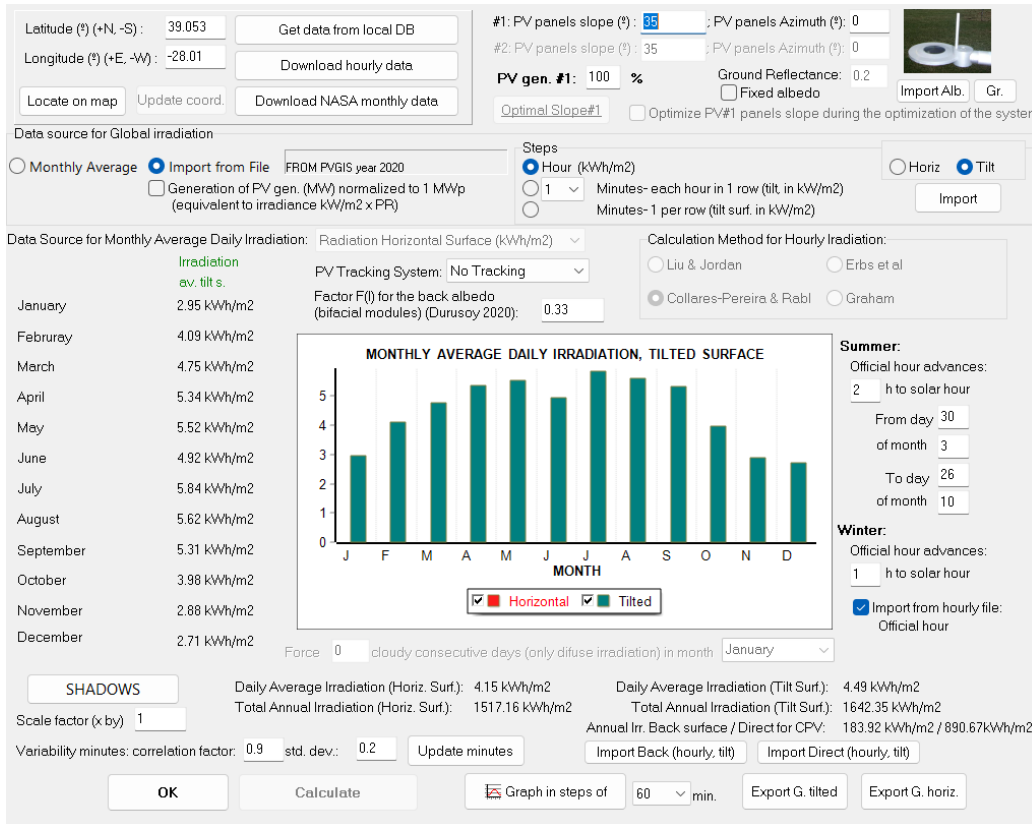 Latitude (º) (+N, -S) : 39.053
Get data from local DB
Longitude (º) (+E, -W) : -28.01
Download hourly data
Locate on map
Update coord.
Download NASA monthly data
#1: PV panels slope (º) : 35 ; PV panels Azimuth (º): 0
#2: PV panels slope (º) : 35 ; PV panels Azimuth (º): 0
PV gen. #1: 100 %
Ground Reflectance: 0.2
Fixed albedo
Import Alb. Gr.
Optimal Slope#1
Optimize PV#1 panels slope during the optimization of the system
Data source for Global irradiation
Monthly Average Import from File FROM PVGIS year 2020
Generation of PV gen. (MW) normalized to 1 MWp
(equivalent to irradiance kW/m2 x PR)
Steps
Hour (kWh/m2)
1 Minutes- each hour in 1 row (tilt, in kW/m2)
Minutes- 1 per row (tilt surf. in kW/m2)
Horiz Tilt
Import
Data Source for Monthly Average Daily Irradiation: Radiation Horizontal Surface (kWh/m2)
Irradiation
av. tilt s.
January 2.95 kWh/m2
Februray 4.09 kWh/m2
March 4.75 kWh/m2
April 5.34 kWh/m2
May 5.52 kWh/m2
June 4.92 kWh/m2
July 5.84 kWh/m2
August 5.62 kWh/m2
September 5.31 kWh/m2
October 3.98 kWh/m2
November 2.88 kWh/m2
December 2.71 kWh/m2
PV Tracking System: No Tracking
Factor F(I) for the back albedo
(bifacial modules) (Durusoy 2020): 0.33
Calculation Method for Hourly Iradiation:
Liu & Jordan Erbs et al
Collares-Pereira & Rabl Graham
MONTHLY AVERAGE DAILY IRRADIATION, TILTED SURFACE
5
4
3
2
1
0
J F M A M J J A S O N D
MONTH
Horizontal Tilted
Summer:
Official hour advances:
2 h to solar hour
From day 30
of month 3
To day 26
of month 10
Winter:
Official hour advances:
1 h to solar hour
Import from hourly file:
Official hour
Force 0 cloudy consecutive days (only difuse irradiation) in month January
SHADOWS
Scale factor (x by) 1
Daily Average Irradiation (Horiz. Surf.): 4.15 kWh/m2
Total Annual Irradiation (Horiz. Surf.): 1517.16 kWh/m2
Daily Average Irradiation (Tilt Surf.): 4.49 kWh/m2
Total Annual Irradiation (Tilt Surf.): 1642.35 kWh/m2
Annual Irr. Back surface / Direct for CPV: 183.92 kWh/m2 / 890.67kWh/m2
Variability minutes: correlation factor: 0.9 std. dev.: 0.2 Update minutes
Import Back (hourly, tilt) Import Direct (hourly, tilt)
OK Calculate Graph in steps of 60 min. Export G. tilted Export G. horiz.